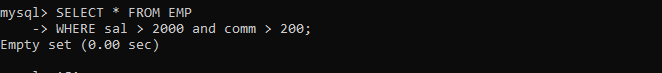 mysql> SELECT * FROM EMP
    -> WHERE sal > 2000 and comm > 200;
Empty set (0.00 sec)